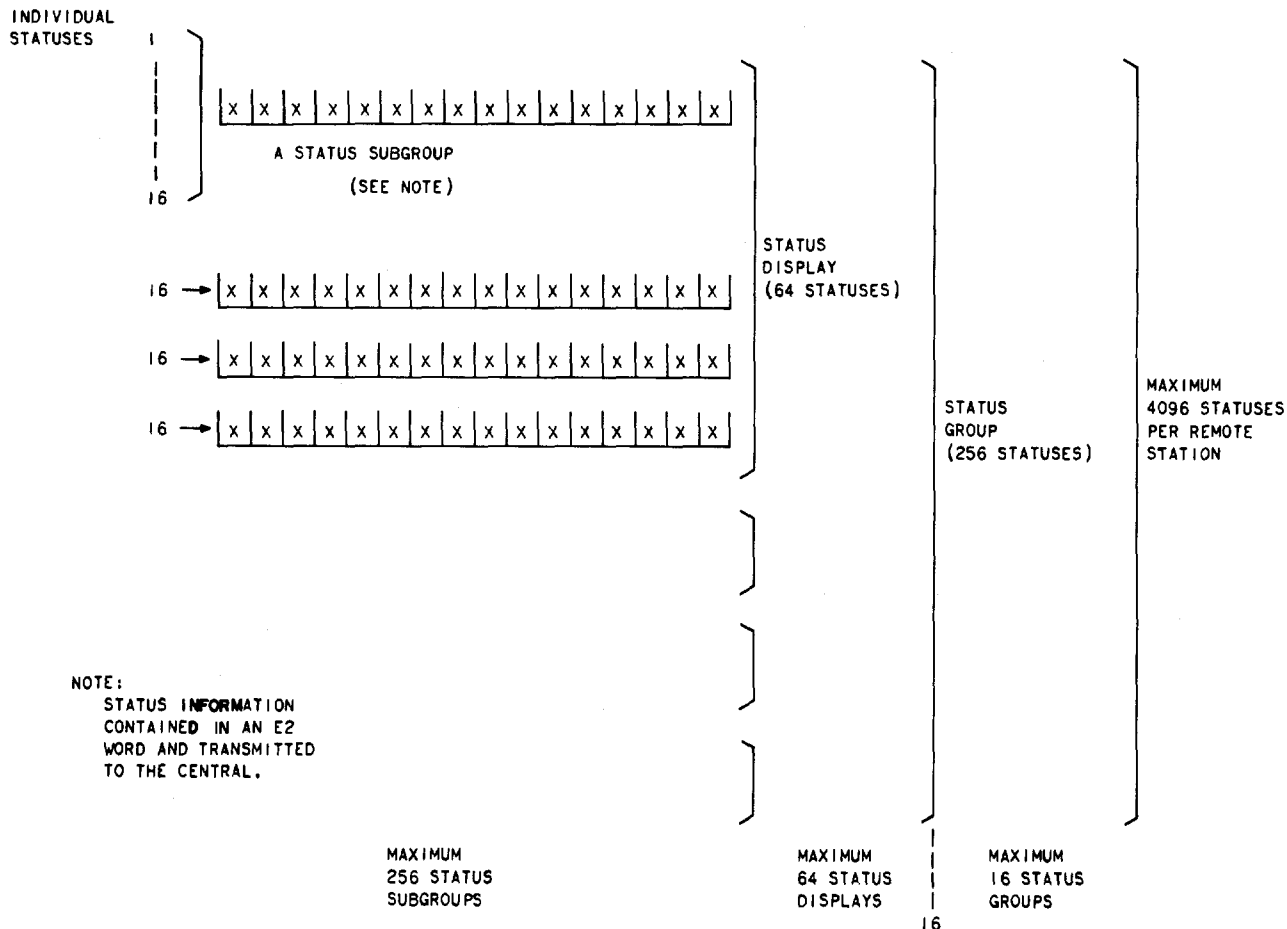 INDIVIDUAL
STATUSES 1
X X X X X X X X X X X X X X X X
A STATUS SUBGROUP
(SEE NOTE)
16
16 → X X X X X X X X X X X X X X X X
16 → X X X X X X X X X X X X X X X X
16 → X X X X X X X X X X X X X X X X
STATUS
DISPLAY
(64 STATUSES)
STATUS
GROUP
(256 STATUSES)
MAXIMUM
4096 STATUSES
PER REMOTE
STATION
NOTE:
STATUS INFORMATION
CONTAINED IN AN E2
WORD AND TRANSMITTED
TO THE CENTRAL.
MAXIMUM
256 STATUS
SUBGROUPS
MAXIMUM
64 STATUS
DISPLAYS
16
MAXIMUM
16 STATUS
GROUPS